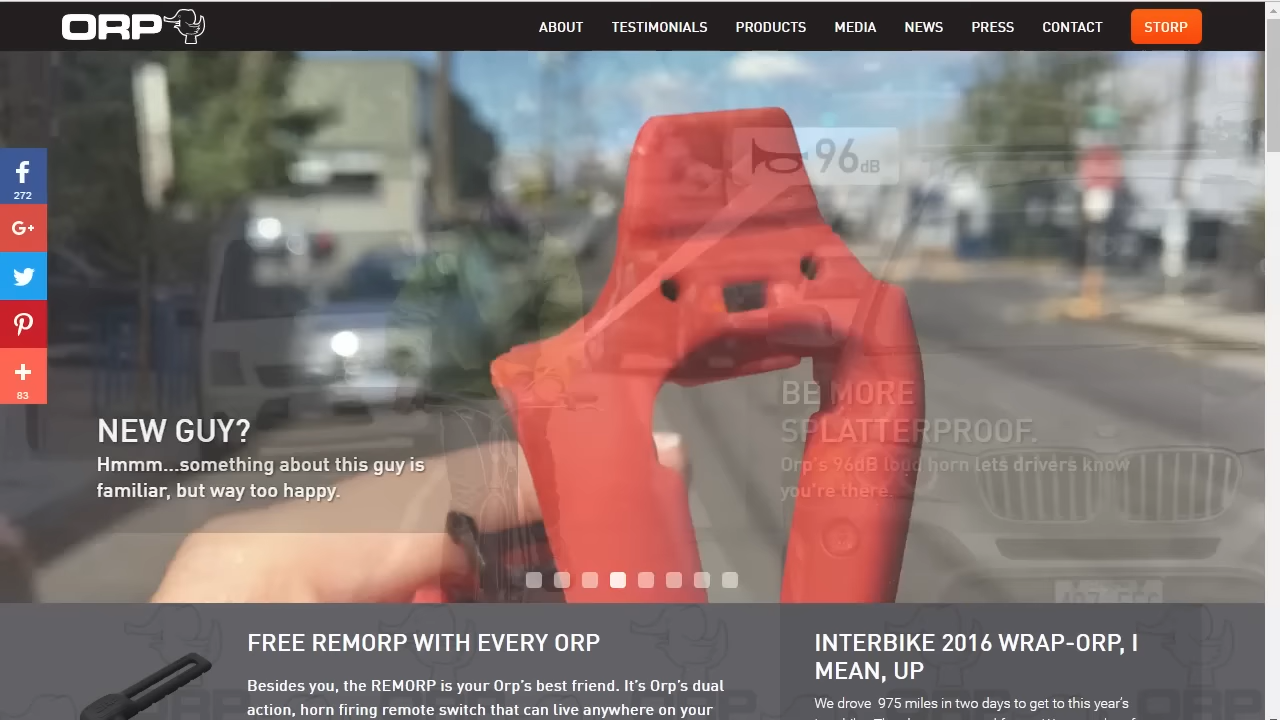 ORP
ABOUT TESTIMONIALS PRODUCTS MEDIA NEWS PRESS CONTACT STORP
96dB
272
G+
83
NEW GUY?
Hmmm...something about this guy is
familiar, but way too happy.
BE MORE
SPLATTERPROOF.
Orp's 96dB loud horn lets drivers know
you're there.
FREE REMORP WITH EVERY ORP
Besides you, the REMORP is your Orp's best friend. It's Orp's dual
action, horn firing remote switch that can live anywhere on your
INTERBIKE 2016 WRAP-ORP, I
MEAN, UP
We drove 975 miles in two days to get to this year's